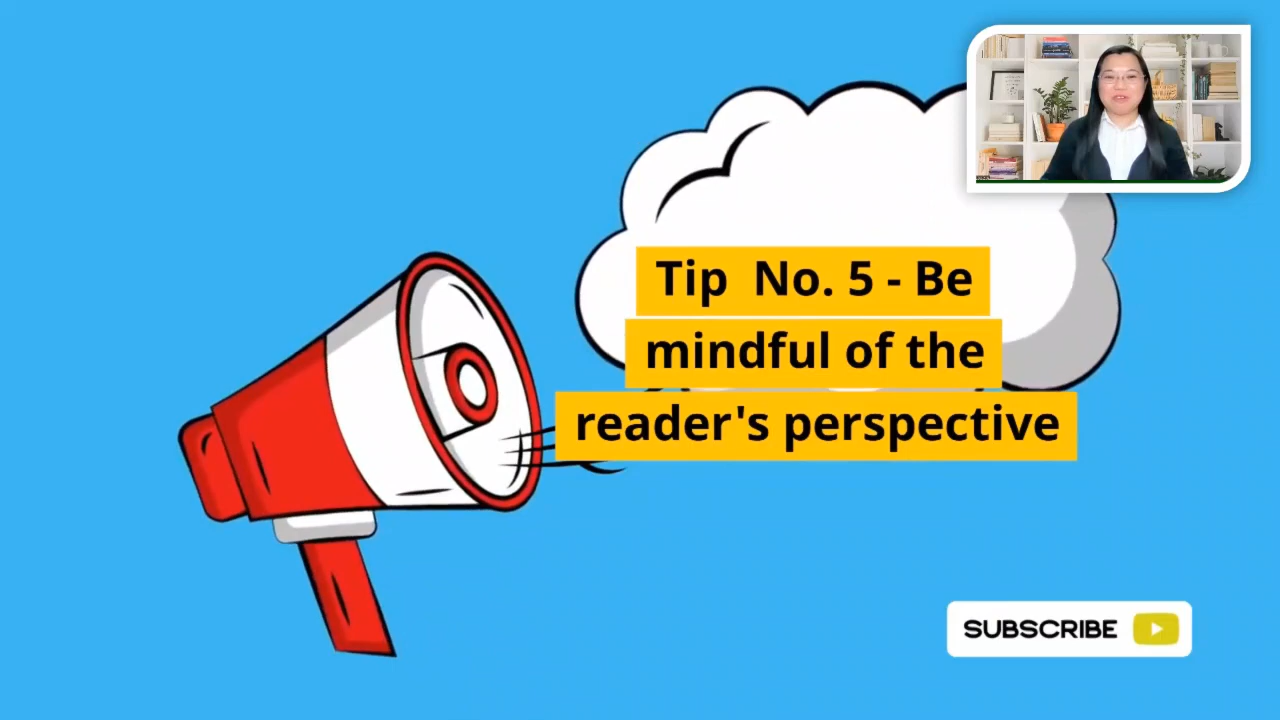 Tip  No. 5 - Be
mindful of the
reader's perspective
SUBSCRIBE